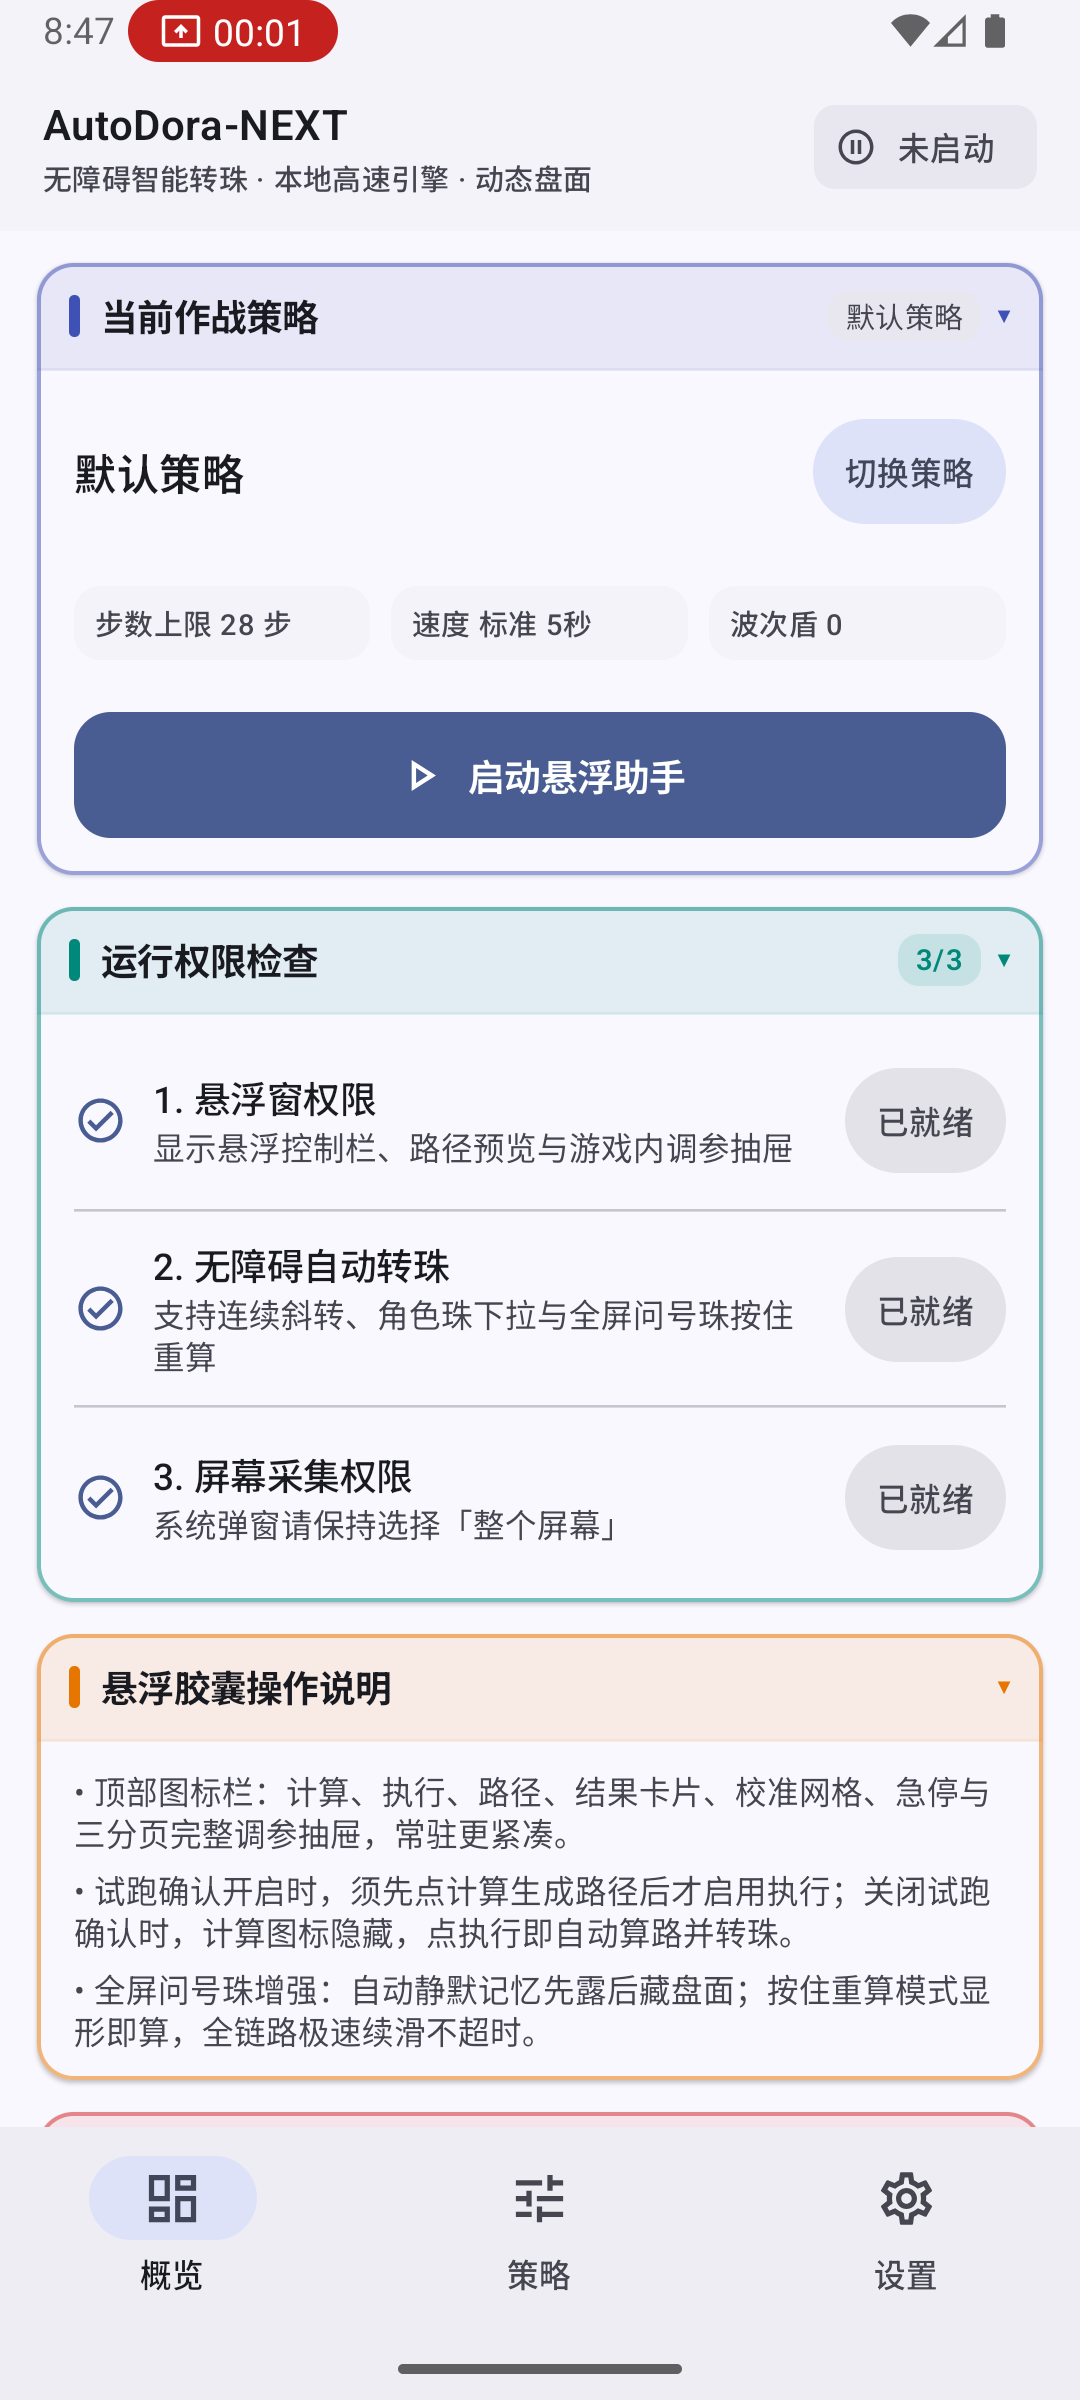 8:47 00:01
AutoDora-NEXT
无障碍智能转珠 · 本地高速引擎 · 动态盘面
未启动
当前作战策略
默认策略
默认策略
切换策略
步数上限 28 步
速度 标准 5秒
波次盾 0
启动悬浮助手
运行权限检查
3/3
1. 悬浮窗权限
显示悬浮控制栏、路径预览与游戏内调参抽屉
已就绪
2. 无障碍自动转珠
支持连续斜转、角色珠下拉与全屏问号珠按住
重算
已就绪
3. 屏幕采集权限
系统弹窗请保持选择「整个屏幕」
已就绪
悬浮胶囊操作说明
• 顶部图标栏：计算、执行、路径、结果卡片、校准网格、急停与
三分页完整调参抽屉，常驻更紧凑。
• 试跑确认开启时，须先点计算生成路径后才启用执行；关闭试跑
确认时，计算图标隐藏，点执行即自动算路并转珠。
• 全屏问号珠增强：自动静默记忆先露后藏盘面；按住重算模式显
形即算，全链路极速续滑不超时。
概览
策略
设置